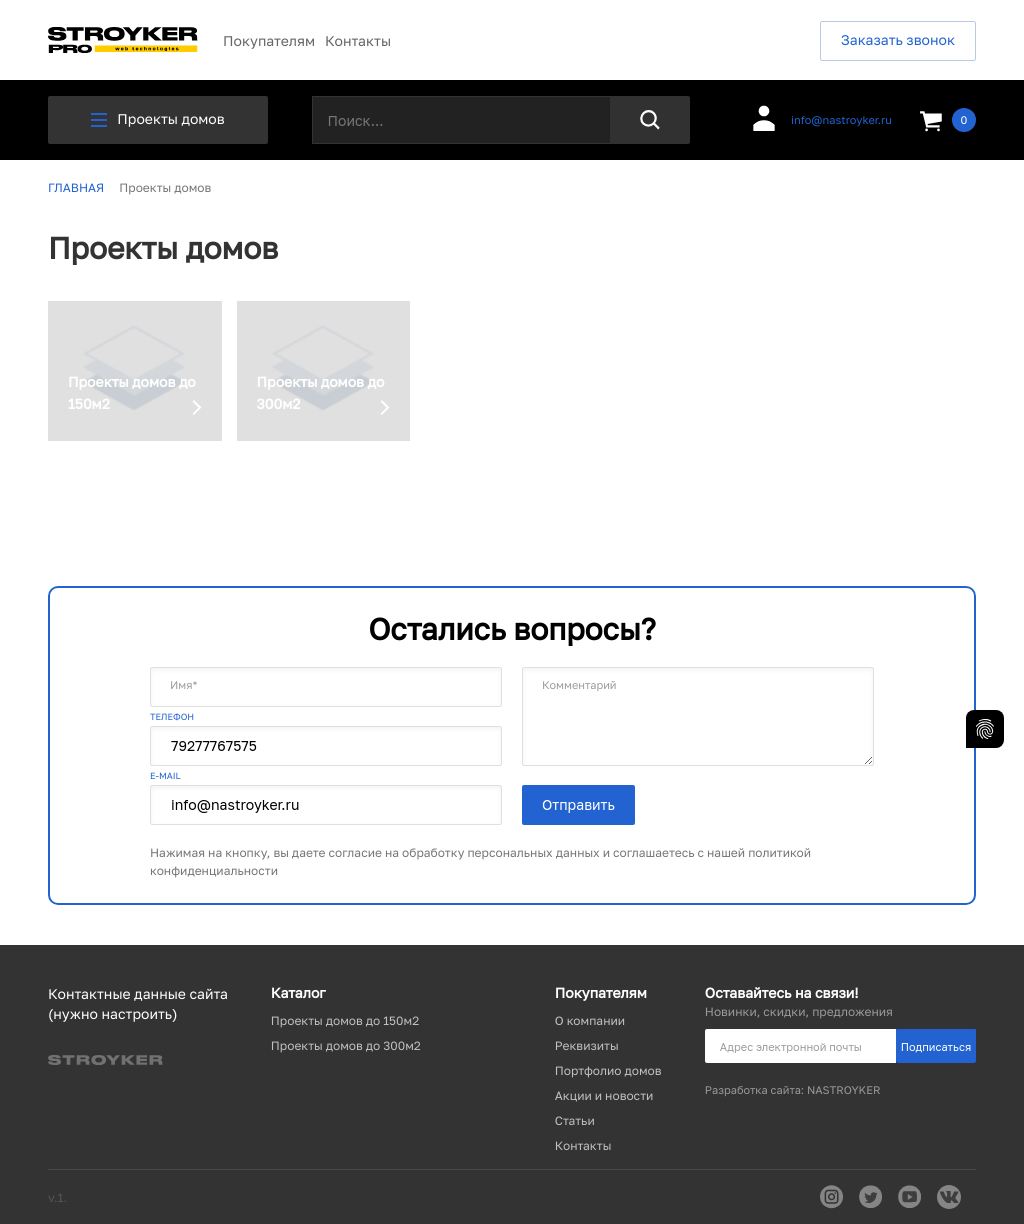 STROYKER
PRO web technologies
Покупателям Контакты
Заказать звонок
Проекты домов
Поиск...
info@nastroyker.ru
0
ГЛАВНАЯ Проекты домов
Проекты домов
Проекты домов до
150м2
Проекты домов до
300м2
Остались вопросы?
Имя*
Комментарий
ТЕЛЕФОН
79277767575
E-MAIL
info@nastroyker.ru
Отправить
Нажимая на кнопку, вы даете согласие на обработку персональных данных и соглашаетесь с нашей политикой
конфиденциальности
Контактные данные сайта
(нужно настроить)
STROYKER
Каталог
Проекты домов до 150м2
Проекты домов до 300м2
Покупателям
О компании
Реквизиты
Портфолио домов
Акции и новости
Статьи
Контакты
Оставайтесь на связи!
Новинки, скидки, предложения
Адрес электронной почты
Подписаться
Разработка сайта: NASTROYKER
v.1.